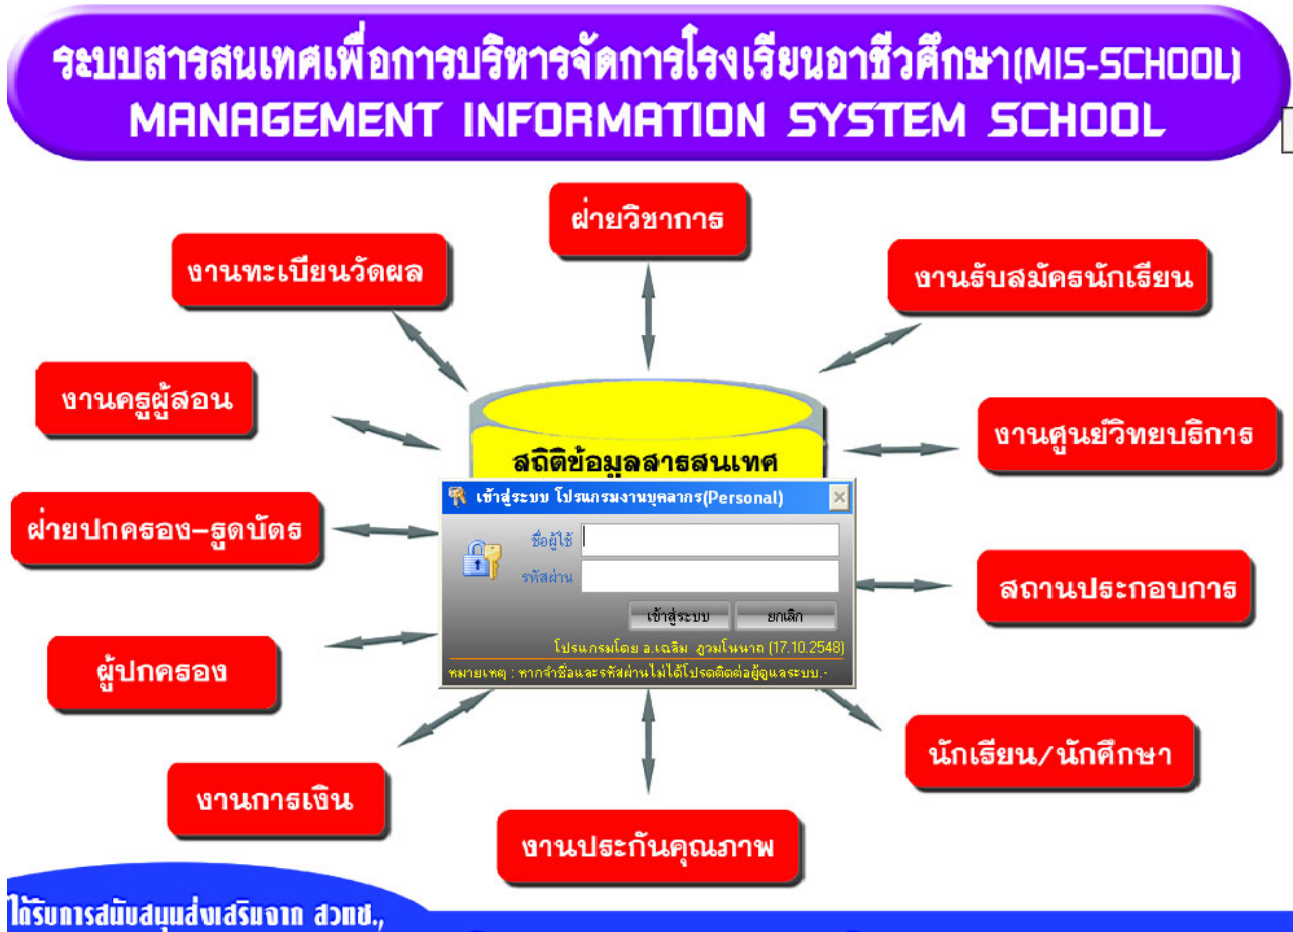 ระบบสารสนเทศเพื่อการบริหารจัดการโรงเรียนอาชีวศึกษา(MIS-SCHOOL)
MANAGEMENT INFORMATION SYSTEM SCHOOL
ฝ่ายวิชาการ
งานทะเบียนวัดผล
งานรับสมัครนักเรียน
งานครูผู้สอน
งานศูนย์วิทยบริการ
สถิติข้อมูลสารสนเทศ
เข้าสู่ระบบ โปรแกรมงานบุคลากร(Personal)
ฝ่ายปกครอง-รูดบัตร
ชื่อผู้ใช้
รหัสผ่าน
สถานประกอบการ
เข้าสู่ระบบ ยกเลิก
โปรแกรมโดย อ.เฉลิม (17.10.2548)
หมายเหตุ : หากจำชื่อและรหัสผ่านไม่ได้โปรดติดต่อผู้ดูแลระบบ.-
ผู้ปกครอง
นักเรียน/นักศึกษา
งานการเงิน
งานประกันคุณภาพ
ได้รับการสนับสนุนส่งเสริมจาก สวทช.,